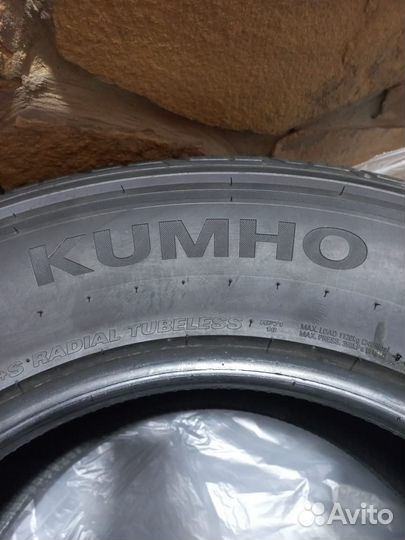 KUMHO
+S RADIAL TUBELESS
MAX. LOAD
MAX. PRESS.
Avito